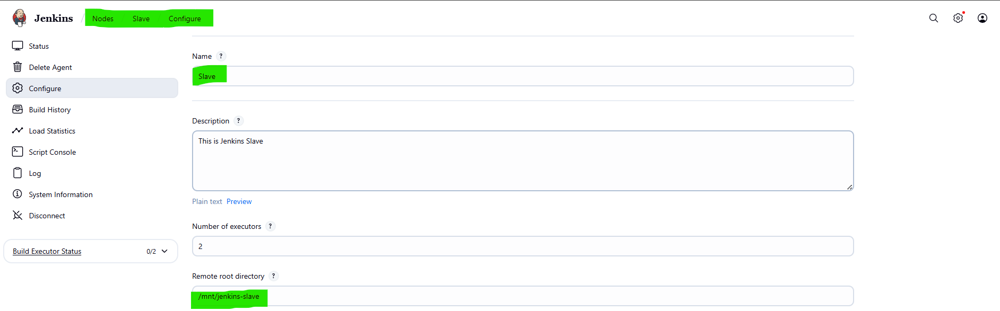 Jenkins / Nodes / Slave / Configure
Status
Delete Agent
Configure
Build History
Load Statistics
Script Console
Log
System Information
Disconnect
Build Executor Status 0/2
Name ?
Slave
Description ?
This is Jenkins Slave
Plain text Preview
Number of executors ?
2
Remote root directory ?
/mnt/jenkins-slave